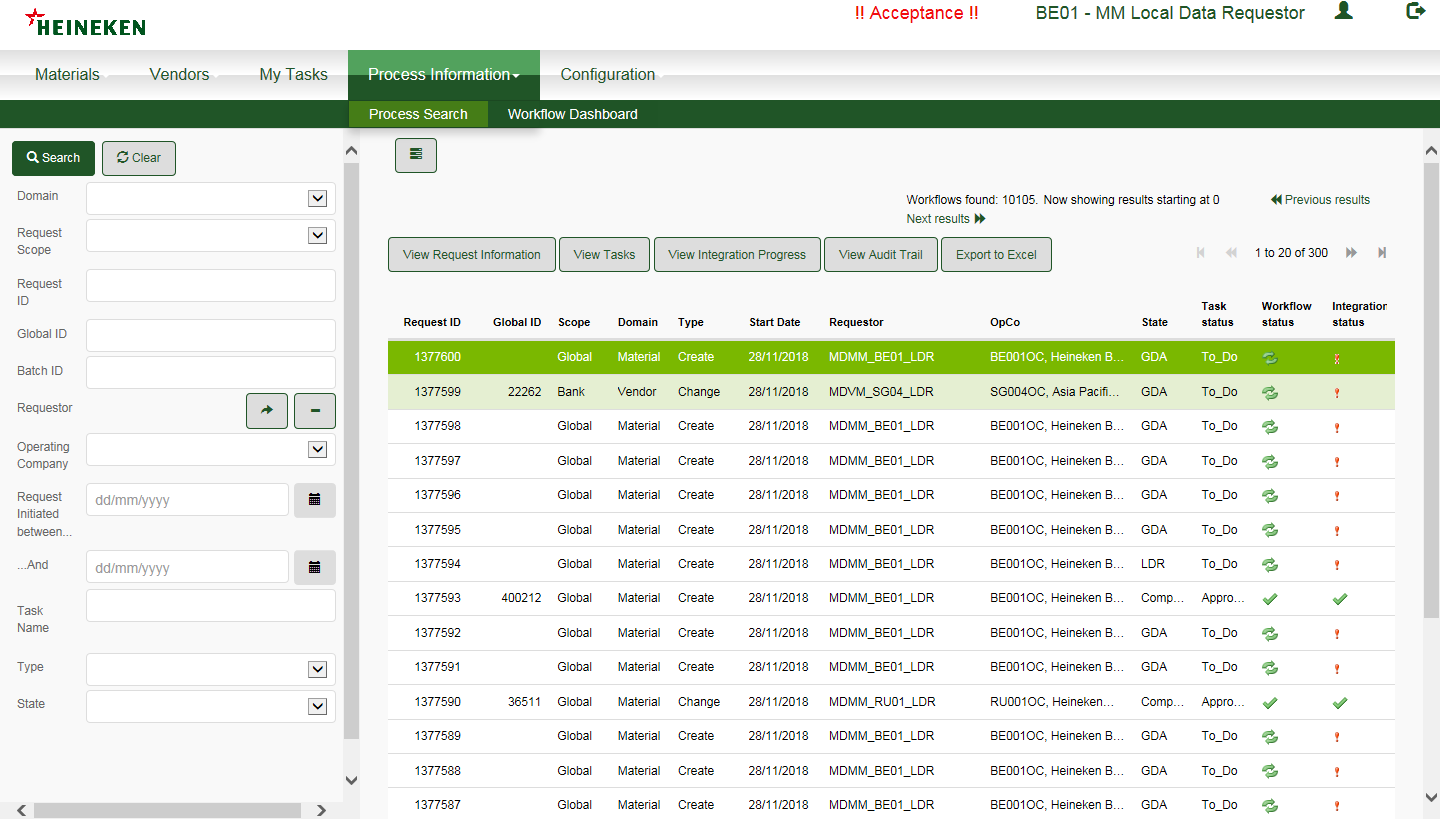 HEINEKEN
!! Acceptance !!
BE01 - MM Local Data Requestor
Materials
Vendors
My Tasks
Process Information
Configuration
Process Search
Workflow Dashboard
Search
Clear
Domain
Request
Scope
Request
ID
Global ID
Batch ID
Requestor
Operating
Company
Request
Initiated
between...
dd/mm/yyyy
...And
dd/mm/yyyy
Task
Name
Type
State
Workflows found: 10105. Now showing results starting at 0
Previous results
Next results
View Request Information
View Tasks
View Integration Progress
View Audit Trail
Export to Excel
1 to 20 of 300
Request ID Global ID Scope Domain Type Start Date Requestor OpCo State Task status Workflow status Integration status
1377600 Global Material Create 28/11/2018 MDMM_BE01_LDR BE001OC, Heineken B... GDA To_Do
1377599 22262 Bank Vendor Change 28/11/2018 MDVM_SG04_LDR SG004OC, Asia Pacifi... GDA To_Do
1377598 Global Material Create 28/11/2018 MDMM_BE01_LDR BE001OC, Heineken B... GDA To_Do
1377597 Global Material Create 28/11/2018 MDMM_BE01_LDR BE001OC, Heineken B... GDA To_Do
1377596 Global Material Create 28/11/2018 MDMM_BE01_LDR BE001OC, Heineken B... GDA To_Do
1377595 Global Material Create 28/11/2018 MDMM_BE01_LDR BE001OC, Heineken B... GDA To_Do
1377594 Global Material Create 28/11/2018 MDMM_BE01_LDR BE001OC, Heineken B... LDR To_Do
1377593 400212 Global Material Create 28/11/2018 MDMM_BE01_LDR BE001OC, Heineken B... Comp... Appro...
1377592 Global Material Create 28/11/2018 MDMM_BE01_LDR BE001OC, Heineken B... GDA To_Do
1377591 Global Material Create 28/11/2018 MDMM_BE01_LDR BE001OC, Heineken B... GDA To_Do
1377590 36511 Global Material Change 28/11/2018 MDMM_RU01_LDR RU001OC, Heineken... Comp... Appro...
1377589 Global Material Create 28/11/2018 MDMM_BE01_LDR BE001OC, Heineken B... GDA To_Do
1377588 Global Material Create 28/11/2018 MDMM_BE01_LDR BE001OC, Heineken B... GDA To_Do
1377587 Global Material Create 28/11/2018 MDMM_BE01_LDR BE001OC, Heineken B... GDA To_Do